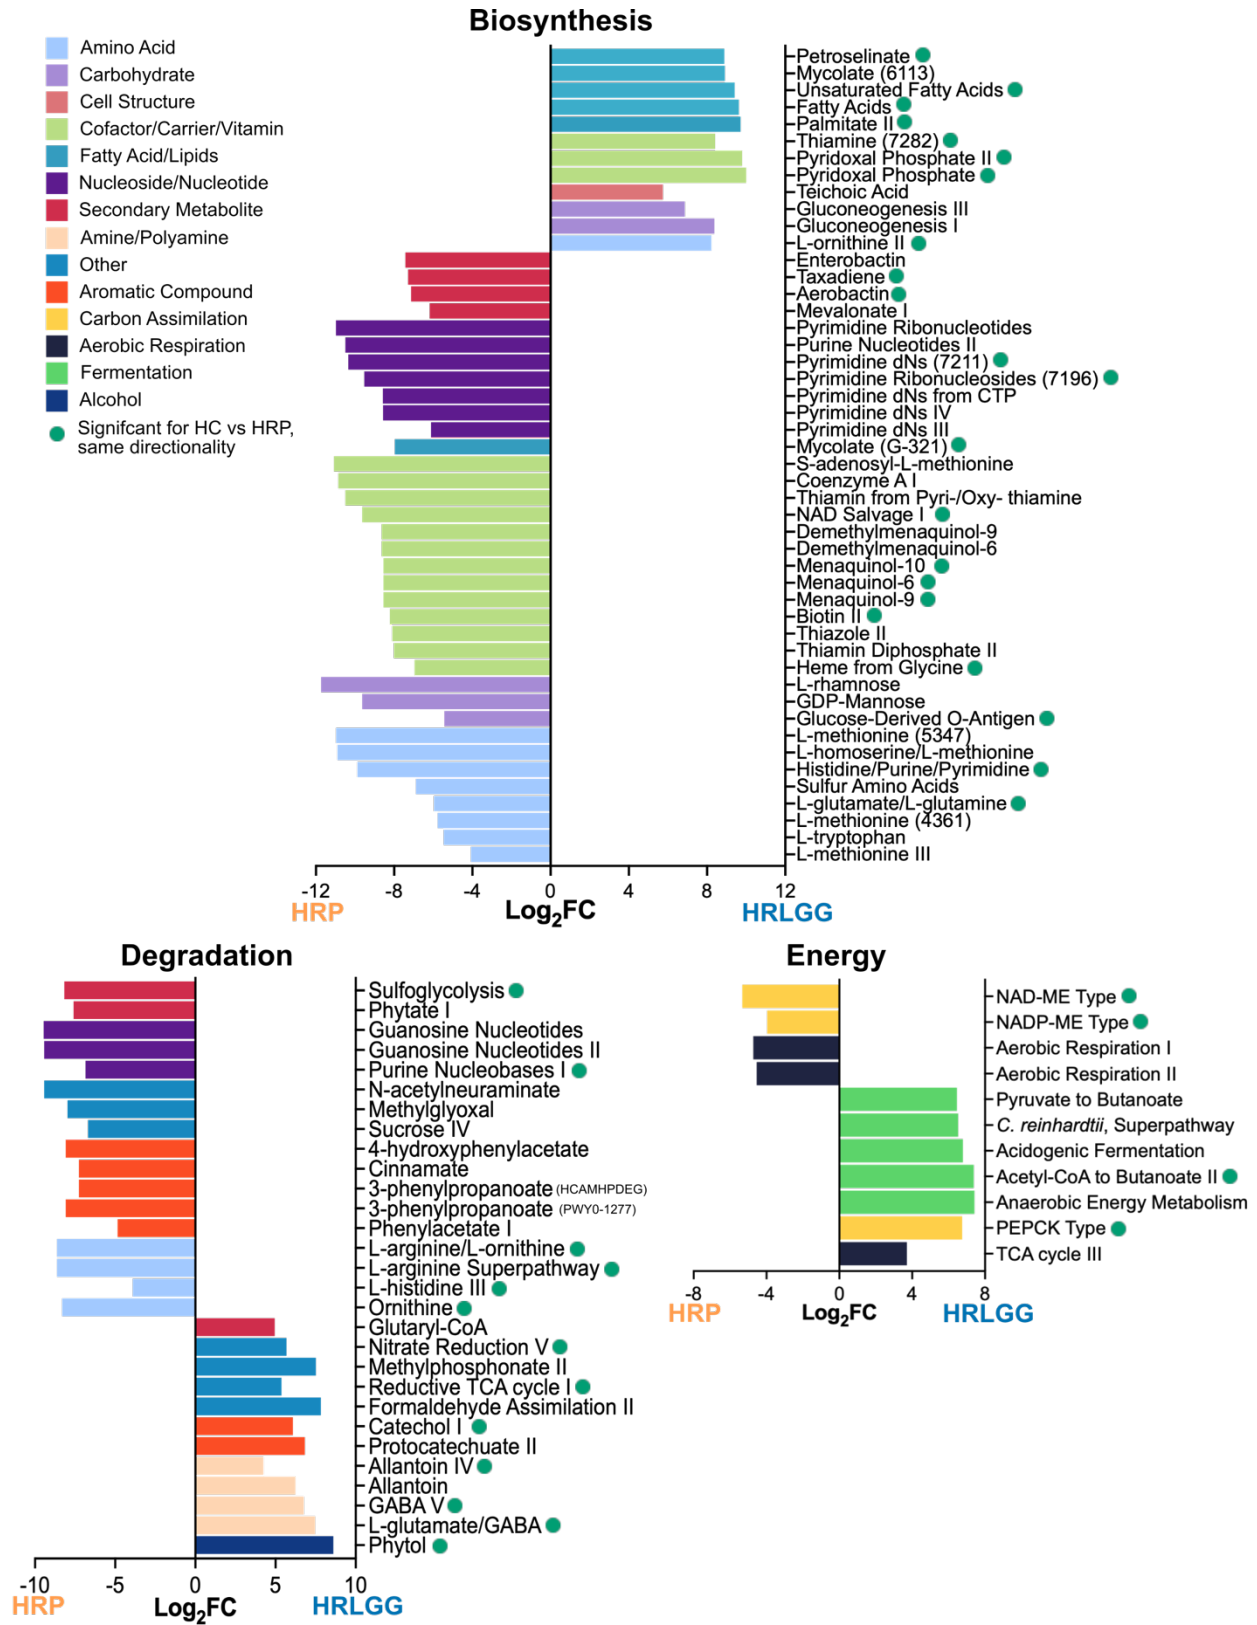 Biosynthesis
Amino Acid
Carbohydrate
Cell Structure
Cofactor/Carrier/Vitamin
Fatty Acid/Lipids
Nucleoside/Nucleotide
Secondary Metabolite
Amine/Polyamine
Other
Aromatic Compound
Carbon Assimilation
Aerobic Respiration
Fermentation
Alcohol
Signifcant for HC vs HRP,
same directionality
Petroselinate
Mycolate (6113)
Unsaturated Fatty Acids
Fatty Acids
Palmitate II
Thiamine (7282)
Pyridoxal Phosphate II
Pyridoxal Phosphate
Teichoic Acid
Gluconeogenesis III
Gluconeogenesis I
L-ornithine II
Enterobactin
Taxadiene
Aerobactin
Mevalonate I
Pyrimidine Ribonucleotides
Purine Nucleotides II
Pyrimidine dNs (7211)
Pyrimidine Ribonucleosides (7196)
Pyrimidine dNs from CTP
Pyrimidine dNs IV
Pyrimidine dNs III
Mycolate (G-321)
S-adenosyl-L-methionine
Coenzyme A I
Thiamin from Pyri-/Oxy- thiamine
NAD Salvage I
Demethylmenaquinol-9
Demethylmenaquinol-6
Menaquinol-10
Menaquinol-6
Menaquinol-9
Biotin II
Thiazole II
Thiamin Diphosphate II
Heme from Glycine
L-rhamnose
GDP-Mannose
Glucose-Derived O-Antigen
L-methionine (5347)
L-homoserine/L-methionine
Histidine/Purine/Pyrimidine
Sulfur Amino Acids
L-glutamate/L-glutamine
L-methionine (4361)
L-tryptophan
L-methionine III
-12 -8 -4 0 4 8 12
HRP Log2FC HRLGG
Degradation
Sulfoglycolysis
Phytate I
Guanosine Nucleotides
Guanosine Nucleotides II
Purine Nucleobases I
N-acetylneuraminate
Methylglyoxal
Sucrose IV
4-hydroxyphenylacetate
Cinnamate
3-phenylpropanoate (HCAMHPDEG)
3-phenylpropanoate (PWY0-1277)
Phenylacetate I
L-arginine/L-ornithine
L-arginine Superpathway
L-histidine III
Ornithine
Glutaryl-CoA
Nitrate Reduction V
Methylphosphonate II
Reductive TCA cycle I
Formaldehyde Assimilation II
Catechol I
Protocatechuate II
Allantoin IV
Allantoin
GABA V
L-glutamate/GABA
Phytol
-10 -5 0 5 10
HRP Log2FC HRLGG
Energy
NAD-ME Type
NADP-ME Type
Aerobic Respiration I
Aerobic Respiration II
Pyruvate to Butanoate
C. reinhardtii, Superpathway
Acidogenic Fermentation
Acetyl-CoA to Butanoate II
Anaerobic Energy Metabolism
PEPCK Type
TCA cycle III
-8 -4 0 4 8
HRP Log2FC HRLGG